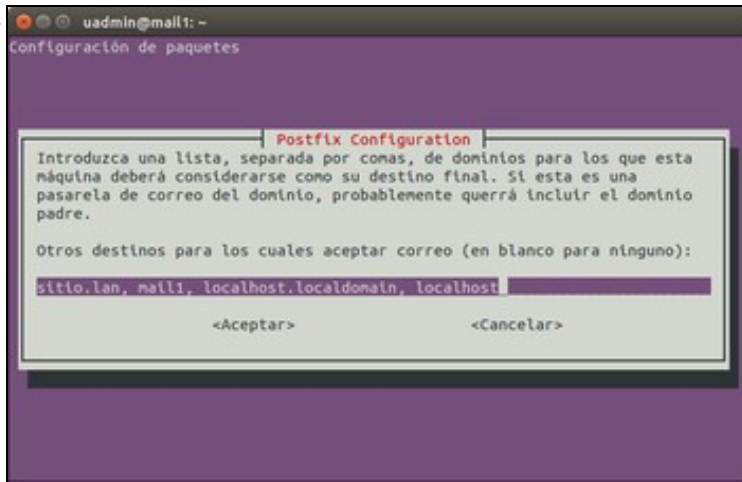 uadmin@mail1: ~
Configuración de paquetes
Postfix Configuration
Introduzca una lista, separada por comas, de dominios para los que esta
máquina deberá considerarse como su destino final. Si esta es una
pasarela de correo del dominio, probablemente querrá incluir el dominio
padre.
Otros destinos para los cuales aceptar correo (en blanco para ninguno):
sitio.lan, mail1, localhost.localdomain, localhost
<Aceptar> <Cancelar>